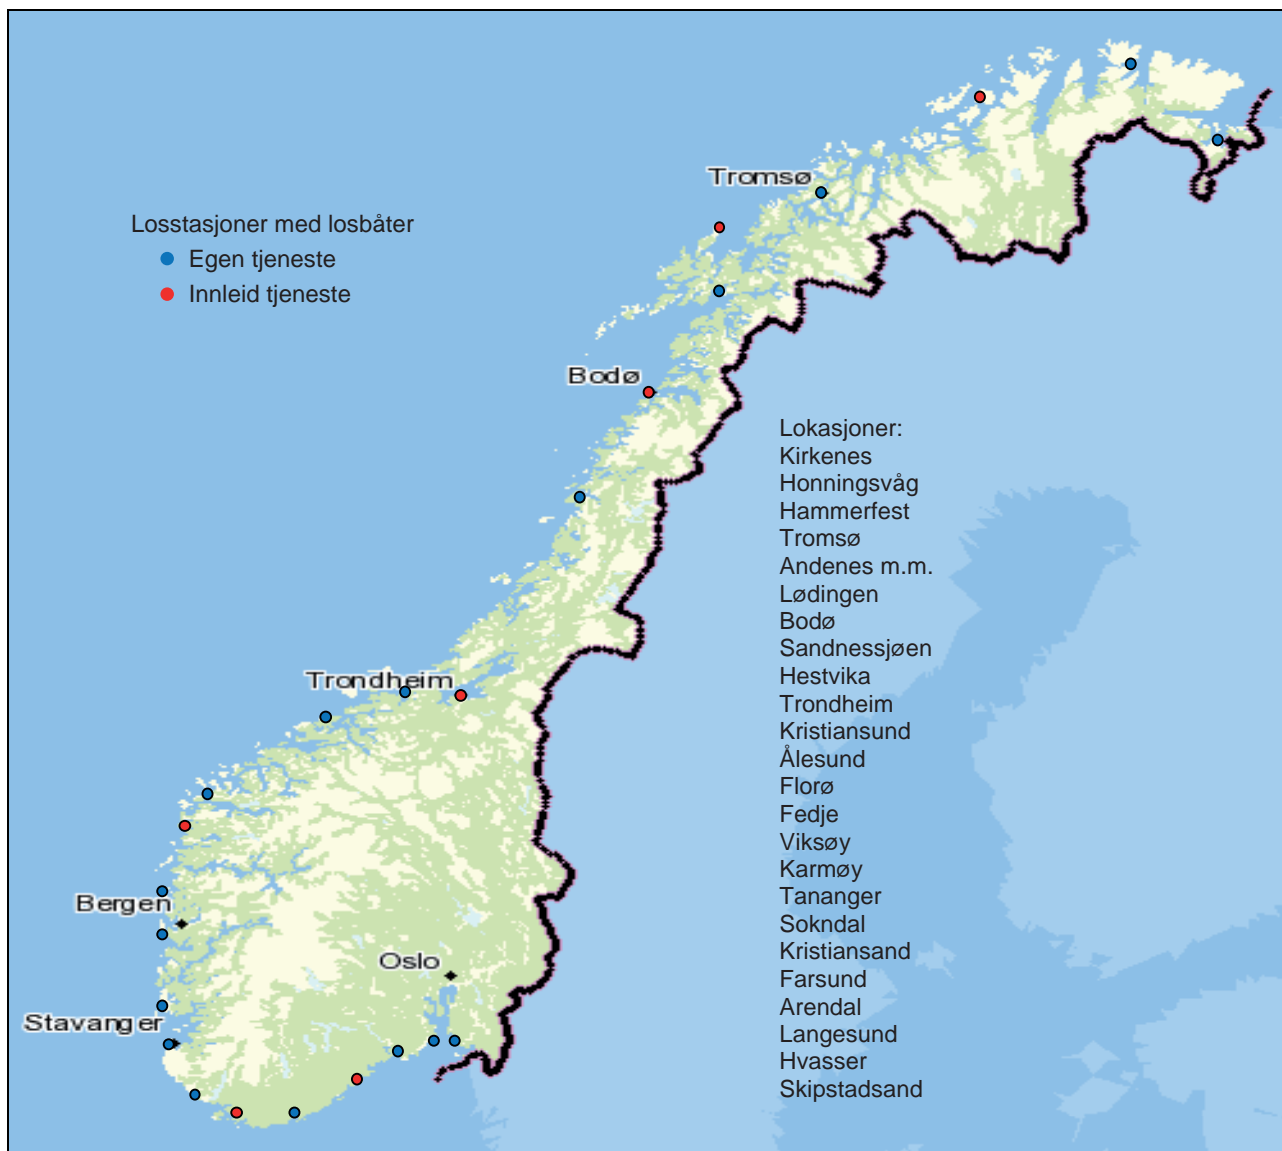 Tromsø
Losstasjoner med losbåter
Egen tjeneste
Innleid tjeneste
Bodø
Lokasjoner:
Kirkenes
Honningsvåg
Hammerfest
Tromsø
Andenes m.m.
Lødingen
Bodø
Sandnessjøen
Hestvika
Trondheim
Kristiansund
Ålesund
Florø
Fedje
Viksøy
Karmøy
Tananger
Sokndal
Kristiansand
Farsund
Arendal
Langesund
Hvasser
Skipstadsand
Trondheim
Bergen
Oslo
Stavanger